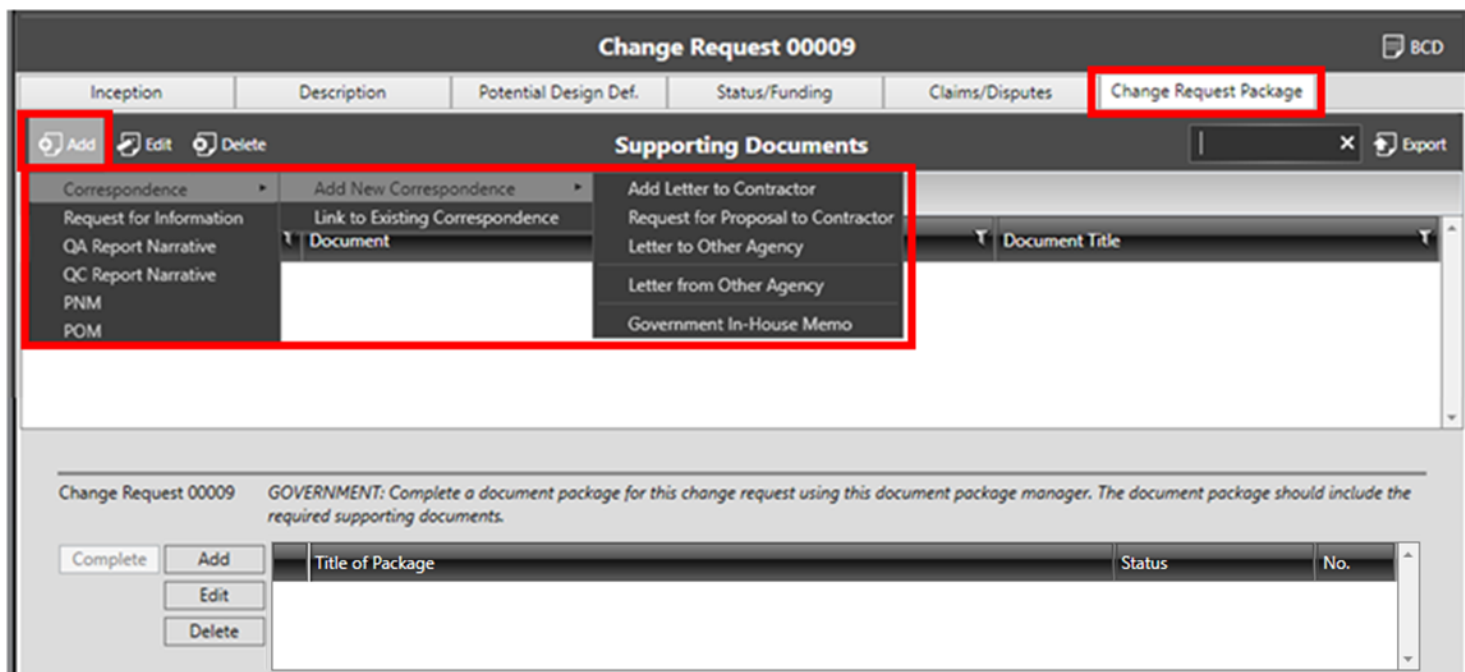 Change Request 00009
BCD
Inception
Description
Potential Design Def.
Status/Funding
Claims/Disputes
Change Request Package
Add
Edit
Delete
Supporting Documents
Export
Correspondence
Add New Correspondence
Add Letter to Contractor
Request for Information
Link to Existing Correspondence
Request for Proposal to Contractor
QA Report Narrative
Document
Letter to Other Agency
Document Title
QC Report Narrative
Letter from Other Agency
PNM
POM
Government In-House Memo
Change Request 00009
GOVERNMENT: Complete a document package for this change request using this document package manager. The document package should include the
required supporting documents.
Complete
Add
Title of Package
Status
No.
Edit
Delete